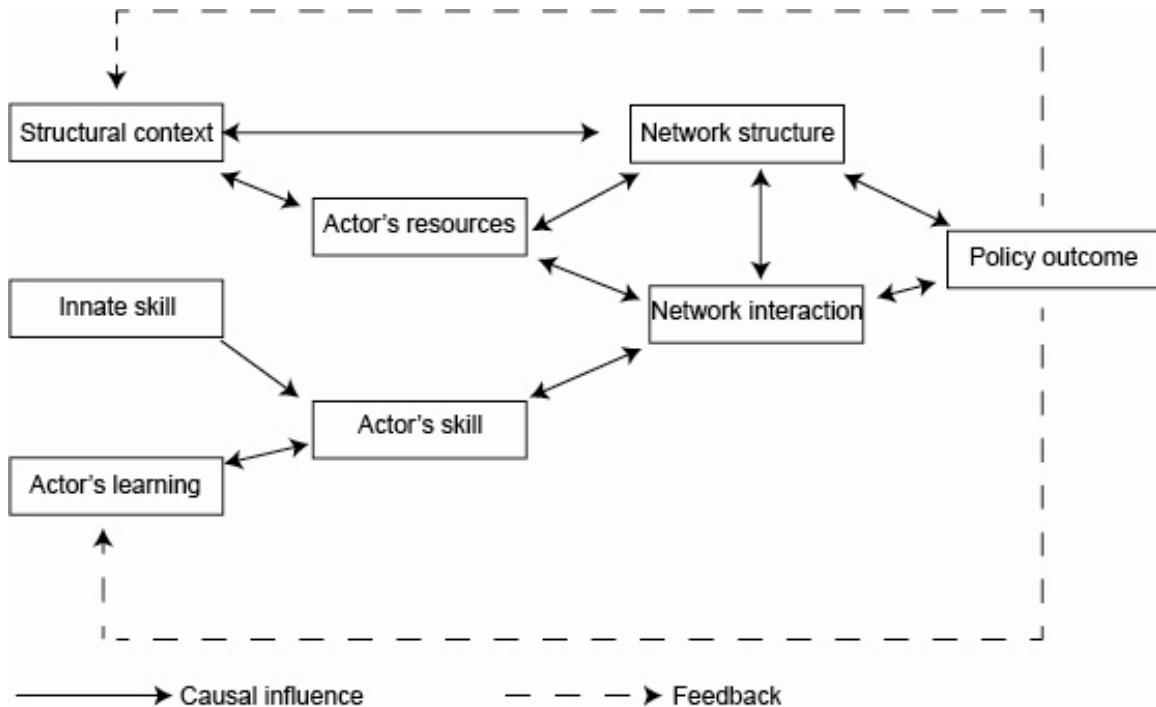 Structural context
Network structure
Actor’s resources
Policy outcome
Innate skill
Network interaction
Actor’s skill
Actor’s learning
Causal influence
Feedback